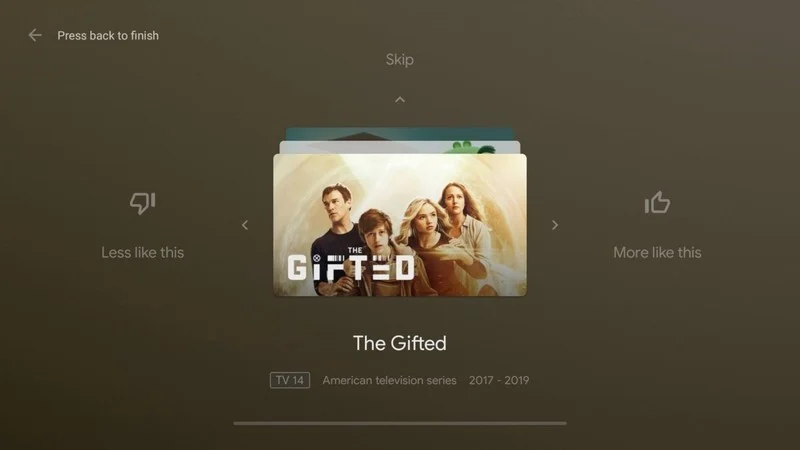 Press back to finish
Skip
Less like this
More like this
THE
GIFTED
The Gifted
TV 14 American television series 2017 - 2019